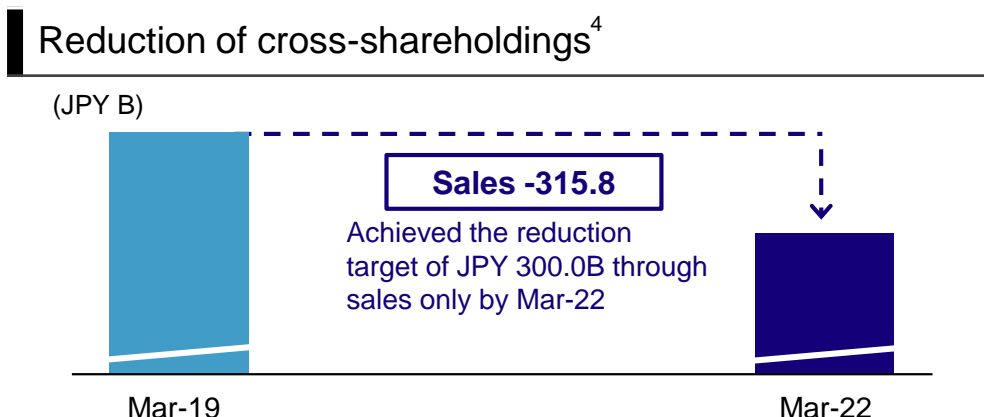 Reduction of cross-shareholdings4
(JPY B)
Sales -315.8
Achieved the reduction
target of JPY 300.0B through
sales only by Mar-22
Mar-19
Mar-22